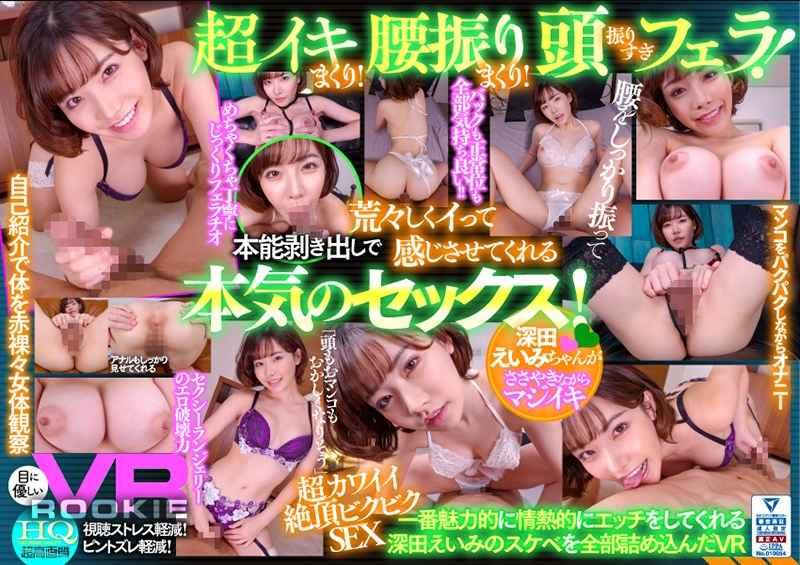 超イキまくり!
腰振りまくり!
頭振りすぎフェラ!!
めちゃくちゃ丁寧に
じっくりフェラチオ
バックも正常位も
全部気持ち良い!
腰をしっかり振って
荒々しくイって
感じさせてくれる
本能剥き出しで
本気のセックス!
マンコをパクパクしながらオナニー
自己紹介で体を赤裸々女体観察
アナルもしっかり
見せてくれる
深田
えいみちゃんが
ささやきながら
マジイキ
セクシーランジェリー
のエロ破壊力
超カワイイ
絶頂ビクビク
SEX
目に優しい
VR
ROOKIE
HQ
超高画質
視聴ストレス軽減!
ピントズレ軽減!
一番魅力的に情熱的にエッチをしてくれる
深田えいみのスケベを全部詰め込んだVR